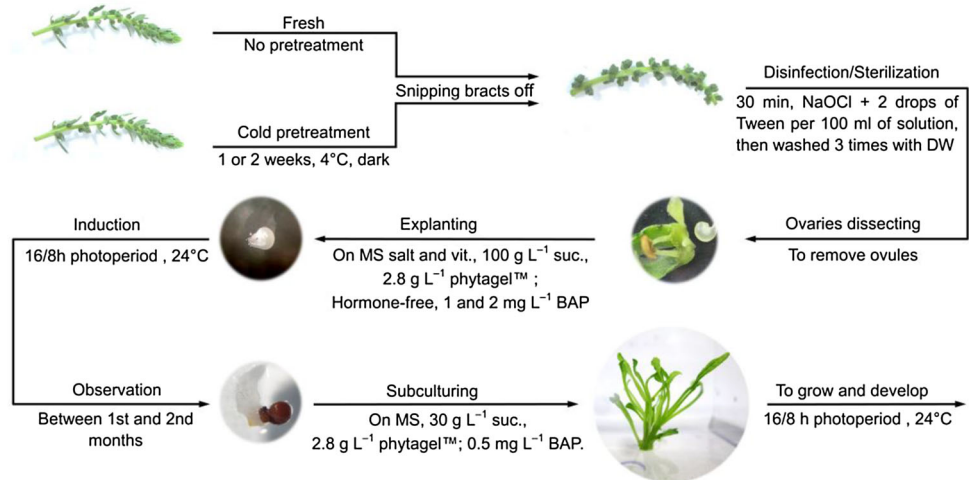 Fresh
No pretreatment
Snipping bracts off
Cold pretreatment
1 or 2 weeks, 4°C, dark
Disinfection/Sterilization
30 min, NaOCl + 2 drops of
Tween per 100 ml of solution,
then washed 3 times with DW
Ovaries dissecting
To remove ovules
Explanting
On MS salt and vit., 100 g L⁻¹ suc.,
2.8 g L⁻¹ phytagel™ ;
Hormone-free, 1 and 2 mg L⁻¹ BAP
Induction
16/8h photoperiod , 24°C
Observation
Between 1st and 2nd
months
Subculturing
On MS, 30 g L⁻¹ suc.,
2.8 g L⁻¹ phytagel™; 0.5 mg L⁻¹ BAP.
To grow and develop
16/8 h photoperiod , 24°C